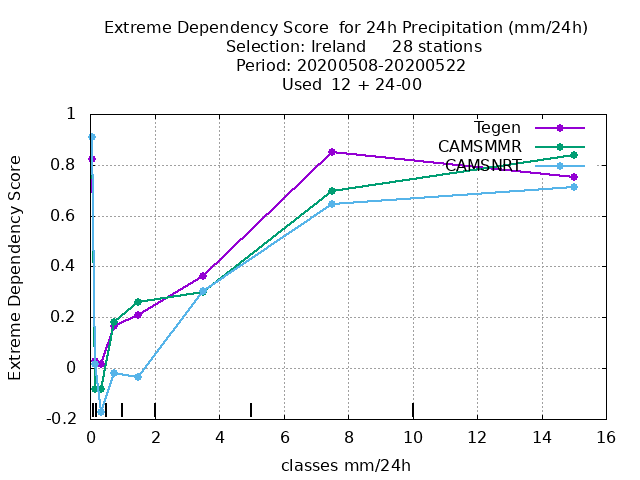 Extreme Dependency Score  for 24h Precipitation (mm/24h)
Selection: Ireland     28 stations
Period: 20200508-20200522
Used  12 + 24-00
Tegen
CAMSMMR
CAMSNRT
Extreme Dependency Score
1
0.8
0.6
0.4
0.2
0
-0.2
0 2 4 6 8 10 12 14 16
classes mm/24h